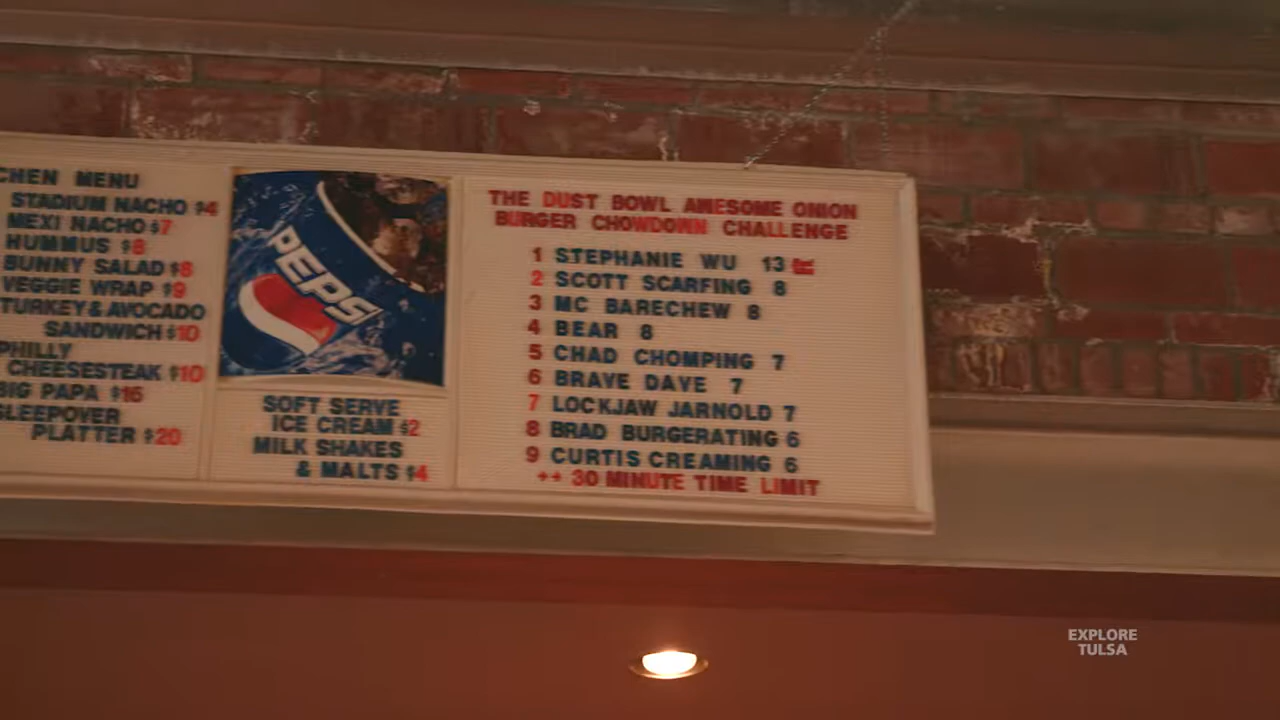 CHEN MENU
STADIUM NACHO $4
MEXI NACHO $7
HUMMUS $8
BUNNY SALAD $8
VEGGIE WRAP $9
TURKEY & AVOCADO
SANDWICH $10
PHILLY
CHEESESTEAK $10
BIG PAPA $16
SLEEPOVER
PLATTER $20
PEPSI
SOFT SERVE
ICE CREAM $2
MILK SHAKES
& MALTS $4
THE DUST BOWL AWESOME ONION
BURGER CHOWDOWN CHALLENGE
1 STEPHANIE WU 13
2 SCOTT SCARFING 8
3 MC BARECHEW 8
4 BEAR 8
5 CHAD CHOMPING 7
6 BRAVE DAVE 7
7 LOCKJAW JARNOLD 7
8 BRAD BURGERATING 6
9 CURTIS CREAMING 6
++ 30 MINUTE TIME LIMIT
EXPLORE
TULSA